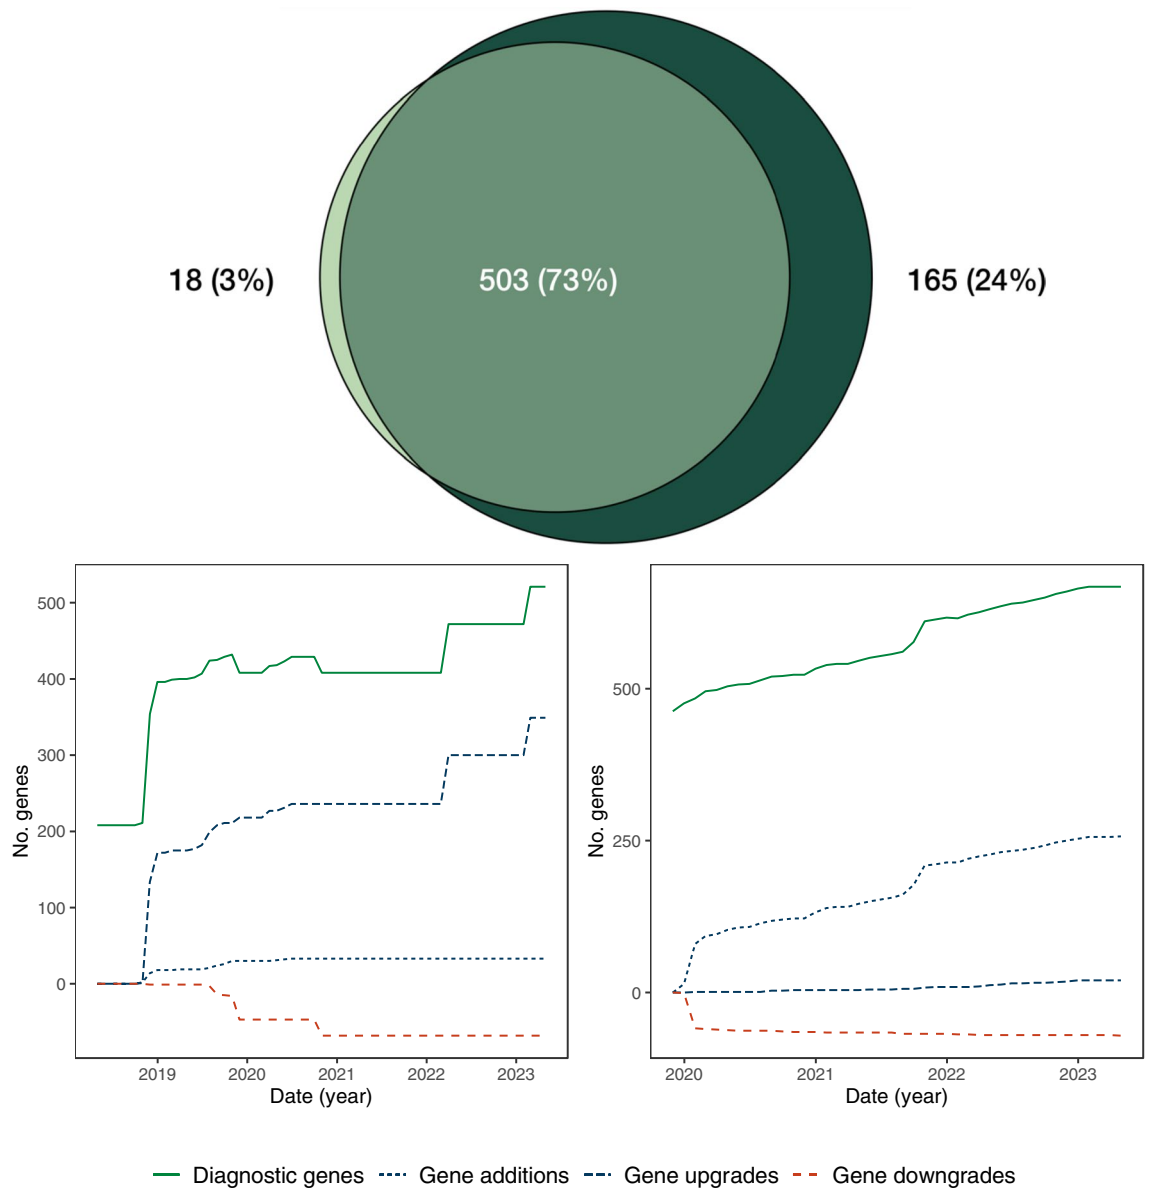 18 (3%)
503 (73%)
165 (24%)
No. genes
500
400
300
200
100
0
2019 2020 2021 2022 2023
Date (year)
No. genes
500
250
0
2020 2021 2022 2023
Date (year)
Diagnostic genes Gene additions Gene upgrades Gene downgrades